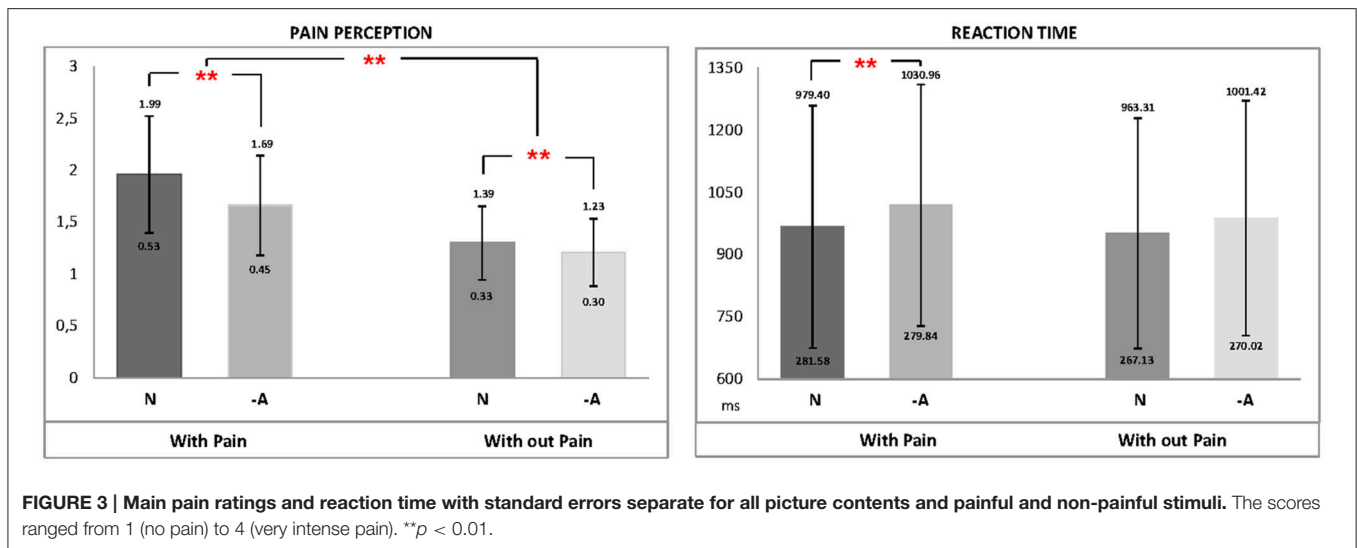 PAIN PERCEPTION
3
2,5
2
1,5
1
0,5
0
**
**
**
1.99
1.69
1.39
1.23
0.53
0.45
0.33
0.30
N
-A
N
-A
With Pain
With out Pain
REACTION TIME
1350
1200
1050
900
750
600
ms
**
979.40
1030.96
963.31
1001.42
281.58
279.84
267.13
270.02
N
-A
N
-A
With Pain
With out Pain
FIGURE 3 | Main pain ratings and reaction time with standard errors separate for all picture contents and painful and non-painful stimuli. The scores
ranged from 1 (no pain) to 4 (very intense pain). **p < 0.01.